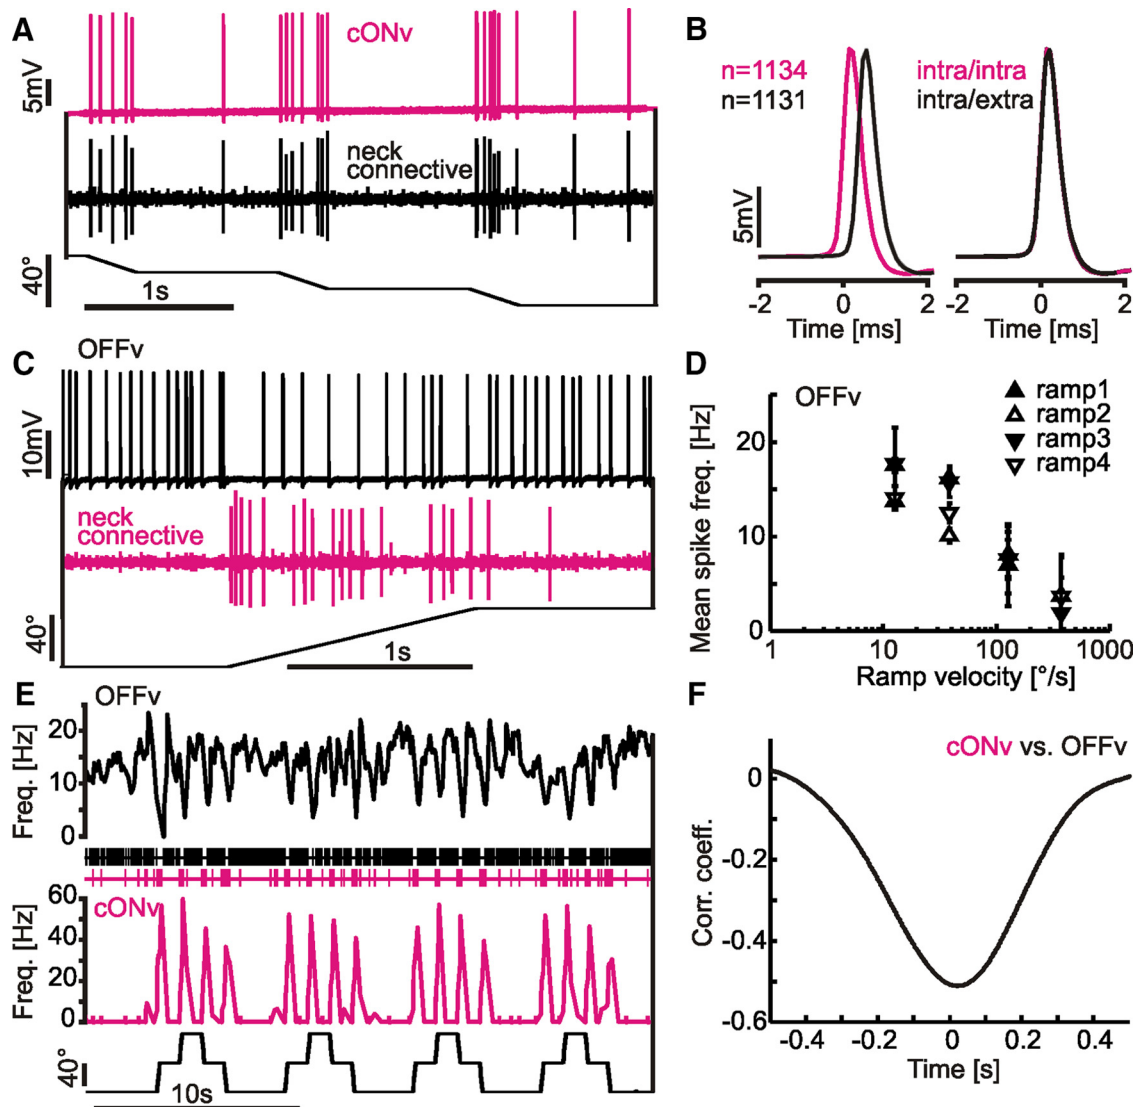 A
cONv
5mV
neck
connective
40°
1s
B
n=1134
n=1131
intra/intra
intra/extra
5mV
-2
0
2
-2
0
2
Time [ms]
Time [ms]
C
OFFv
10mV
neck
connective
40°
1s
D
OFFv
ramp1
ramp2
ramp3
ramp4
Mean spike freq. [Hz]
20
10
0
1
10
100
1000
Ramp velocity [°/s]
E
OFFv
Freq. [Hz]
20
10
0
cONv
Freq. [Hz]
60
40
20
0
40°
10s
F
cONv vs. OFFv
Corr. coeff.
0
-0.2
-0.4
-0.6
-0.4
-0.2
0
0.2
0.4
Time [s]